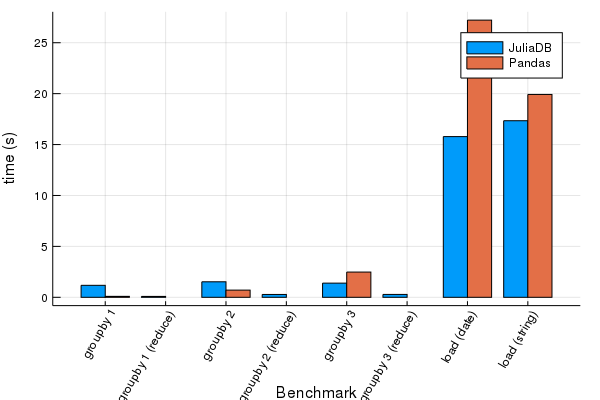 time (s)
25
20
15
10
5
0
JuliaDB
Pandas
groupby 1
groupby 1 (reduce)
groupby 2
groupby 2 (reduce)
groupby 3
groupby 3 (reduce)
load (date)
load (string)
Benchmark